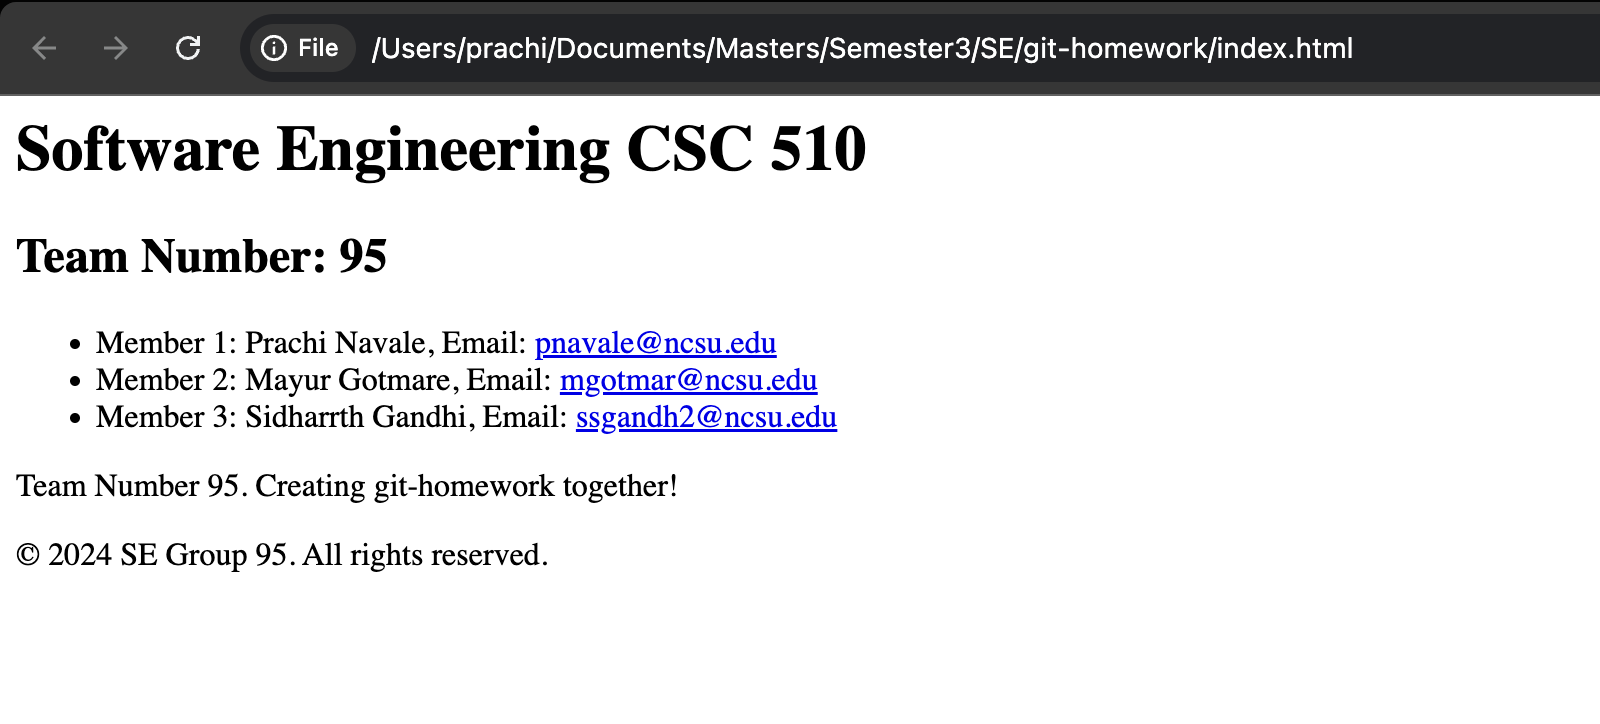 File /Users/prachi/Documents/Masters/Semester3/SE/git-homework/index.html
Software Engineering CSC 510
Team Number: 95
• Member 1: Prachi Navale, Email: pnavale@ncsu.edu
• Member 2: Mayur Gotmare, Email: mgotmar@ncsu.edu
• Member 3: Sidharrth Gandhi, Email: ssgandh2@ncsu.edu
Team Number 95. Creating git-homework together!
© 2024 SE Group 95. All rights reserved.